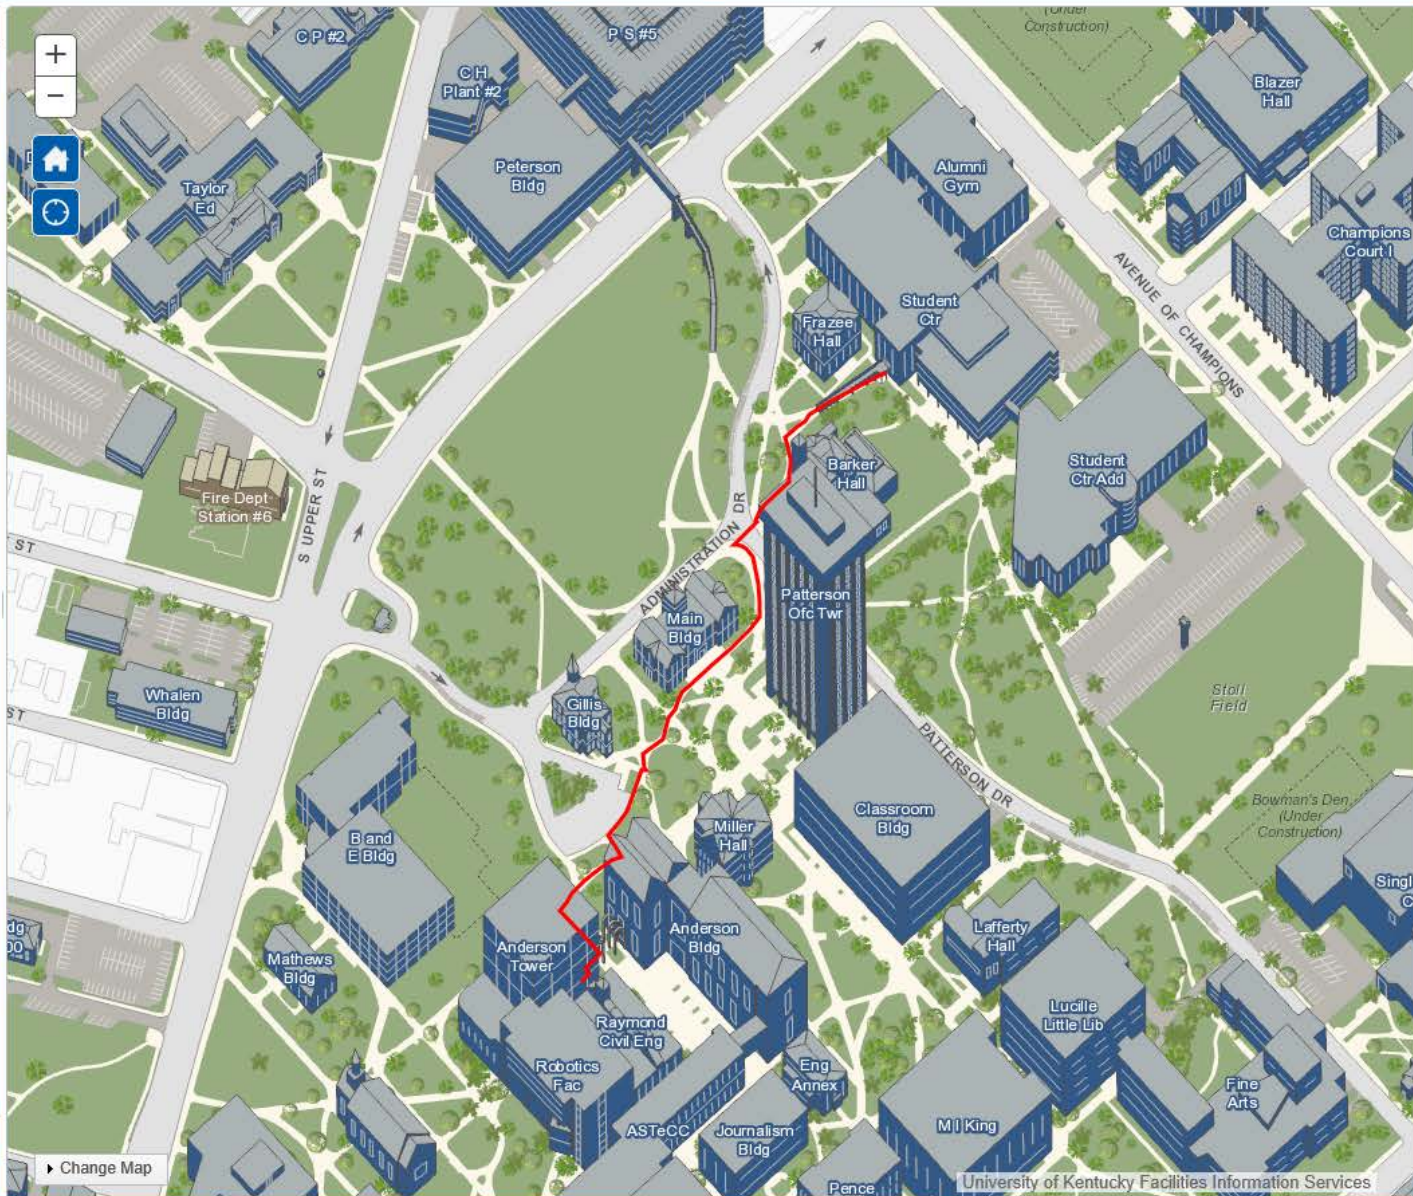 (Under
Construction)
C P #2
P S #5
+
−
C H
Plant #2
Blazer
Hall
Peterson
Bldg
Alumni
Gym
Taylor
Ed
Champions
Court I
AVENUE OF CHAMPIONS
Student
Ctr
Frazee
Hall
Barker
Hall
Student
Ctr Add
Fire Dept
Station #6
S UPPER ST
ST
ADMINISTRATION DR
Patterson
Ofc Twr
Main
Bldg
Whalen
Bldg
ST
Gillis
Bldg
Stoll
Field
PATTERSON DR
Bowman's Den
(Under
Construction)
Classroom
Bldg
B and
E Bldg
Miller
Hall
Anderson
Bldg
Lafferty
Hall
Anderson
Tower
Mathews
Bldg
Lucille
Little Lib
Raymond
Civil Eng
Robotics
Fac
Eng
Annex
Fine
Arts
ASTeCC
Journalism
Bldg
M I King
Change Map
Pence
University of Kentucky Facilities Information Services